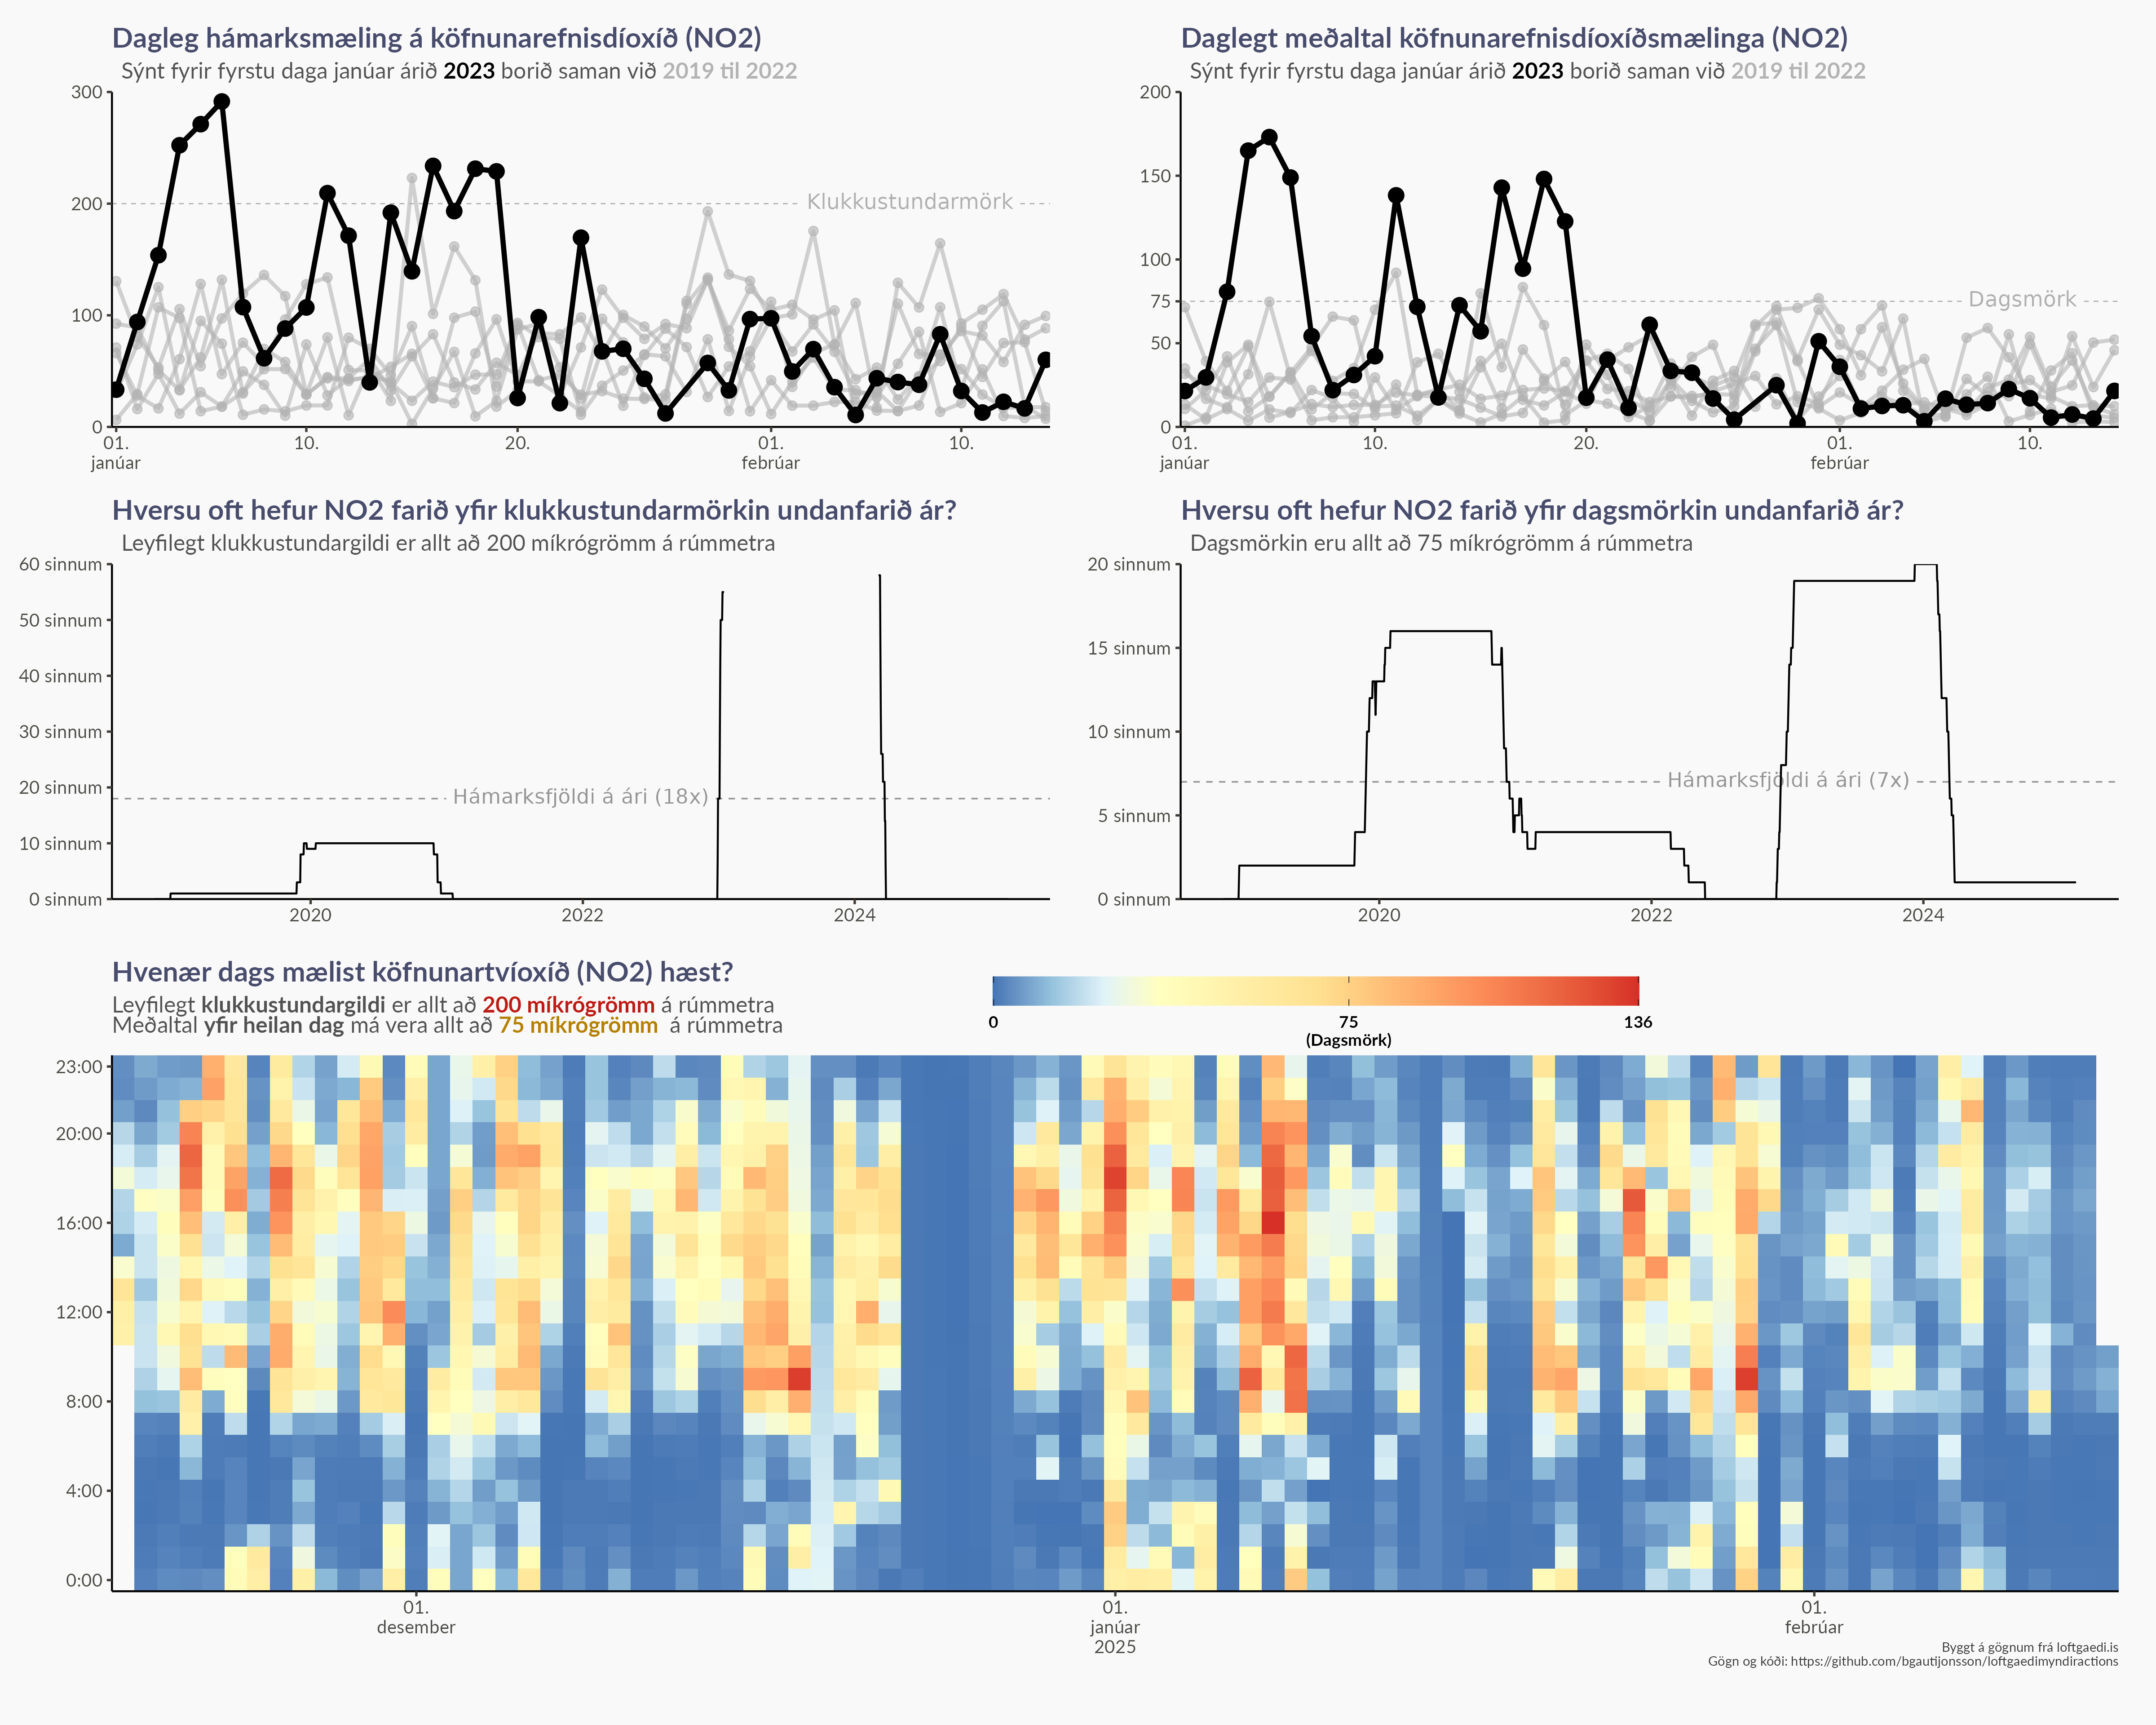 Dagleg hámarksmæling á köfnunarefnisdíoxíð (NO2)
Sýnt fyrir fyrstu daga janúar árið 2023 borið saman við 2019 til 2022
300
200
100
0
Klukkustundarmörk
01.
janúar
10.
20.
01.
febrúar
10.
Daglegt meðaltal köfnunarefnisdíoxíðsmælinga (NO2)
Sýnt fyrir fyrstu daga janúar árið 2023 borið saman við 2019 til 2022
200
150
100
75
50
0
Dagsmörk
01.
janúar
10.
20.
01.
febrúar
10.
Hversu oft hefur NO2 farið yfir klukkustundarmörkin undanfarið ár?
Leyfilegt klukkustundargildi er allt að 200 míkrógrömm á rúmmetra
60 sinnum
50 sinnum
40 sinnum
30 sinnum
20 sinnum
10 sinnum
0 sinnum
Hámarksfjöldi á ári (18x)
2020
2022
2024
Hversu oft hefur NO2 farið yfir dagsmörkin undanfarið ár?
Dagsmörkin eru allt að 75 míkrógrömm á rúmmetra
20 sinnum
15 sinnum
10 sinnum
5 sinnum
0 sinnum
Hámarksfjöldi á ári (7x)
2020
2022
2024
Hvenær dags mælist köfnunartvíoxíð (NO2) hæst?
Leyfilegt klukkustundargildi er allt að 200 míkrógrömm á rúmmetra
Meðaltal yfir heilan dag má vera allt að 75 míkrógrömm á rúmmetra
0
75
(Dagsmörk)
136
23:00
20:00
16:00
12:00
8:00
4:00
0:00
01.
desember
01.
janúar
2025
01.
febrúar
Byggt á gögnum frá loftgaedi.is
Gögn og kóði: https://github.com/bgautijonsson/loftgaedimyndiractions